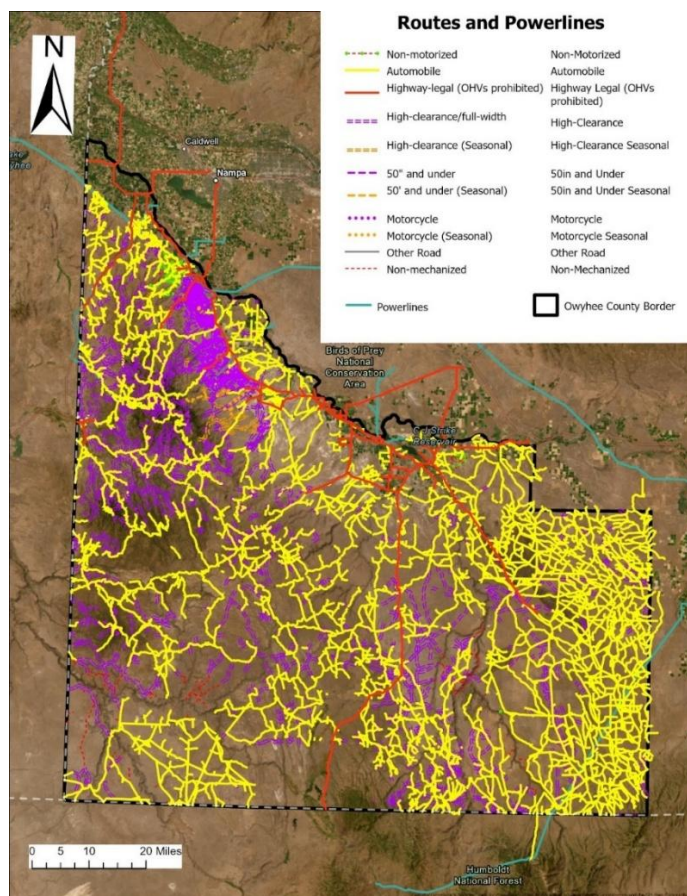 Routes and Powerlines
N
Non-motorized Non-Motorized
Automobile Automobile
Highway-legal (OHVs prohibited) Highway Legal (OHVs
prohibited)
High-clearance/full-width High-Clearance
High-clearance (Seasonal) High-Clearance Seasonal
50" and under 50in and Under
50' and under (Seasonal) 50in and Under Seasonal
Motorcycle Motorcycle
Motorcycle (Seasonal) Motorcycle Seasonal
Other Road Other Road
Non-mechanized Non-Mechanized
Powerlines Owyhee County Border
Caldwell
Nampa
Birds of Prey
National
Conservation
Area
Strike
Reservoir
0 5 10 20 Miles
Humboldt
National Forest